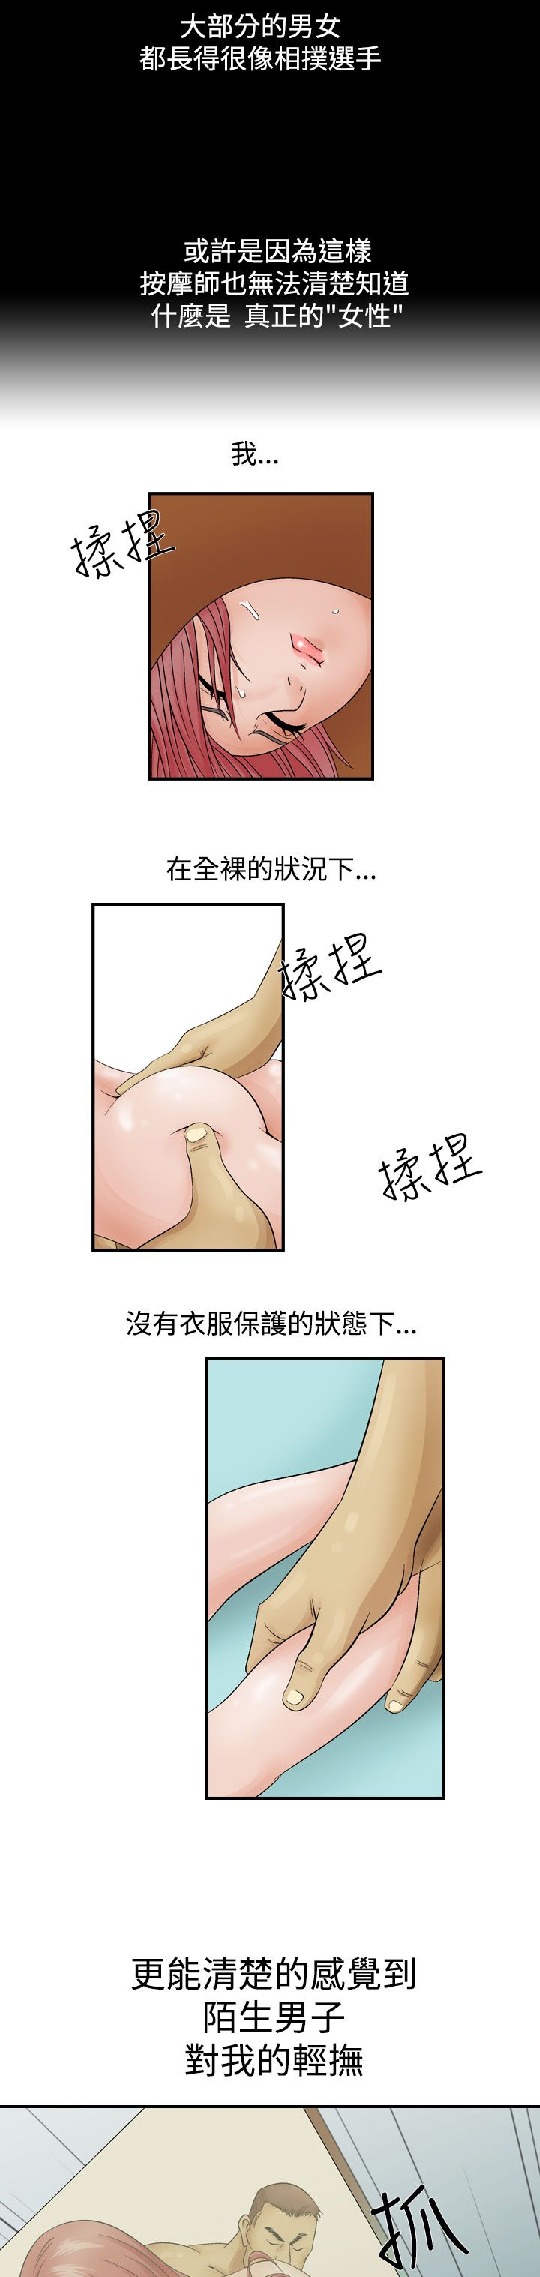 大部分的男女
都長得很像相撲選手
或許是因為這樣
按摩師也無法清楚知道
什麼是 真正的"女性"
我...
揉捏
在全裸的狀況下...
揉捏
揉捏
沒有衣服保護的狀態下...
更能清楚的感覺到
陌生男子
對我的輕撫
抓